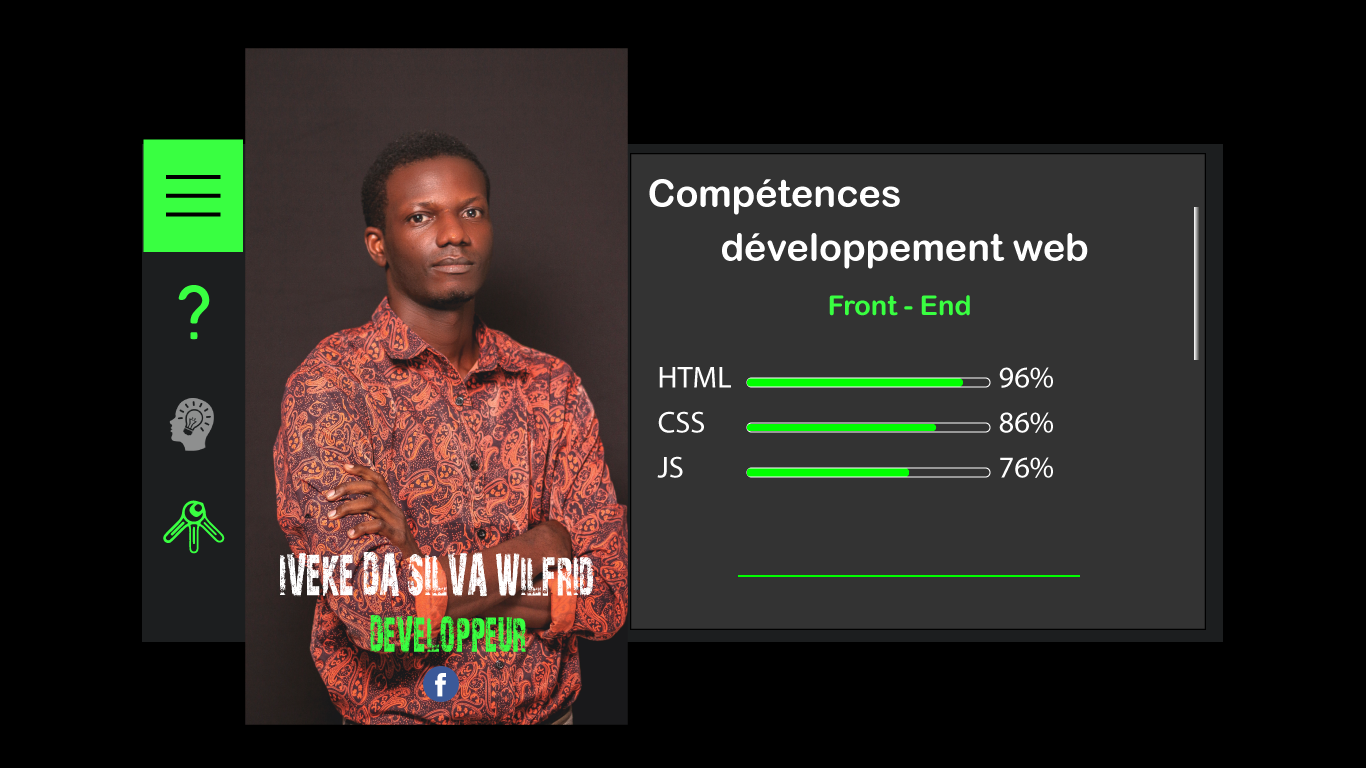 ?
IVEKE DA SILVA WILFRID
DEVELOPPEUR
f
Compétences
développement web
Front - End
HTML 96%
CSS 86%
JS 76%